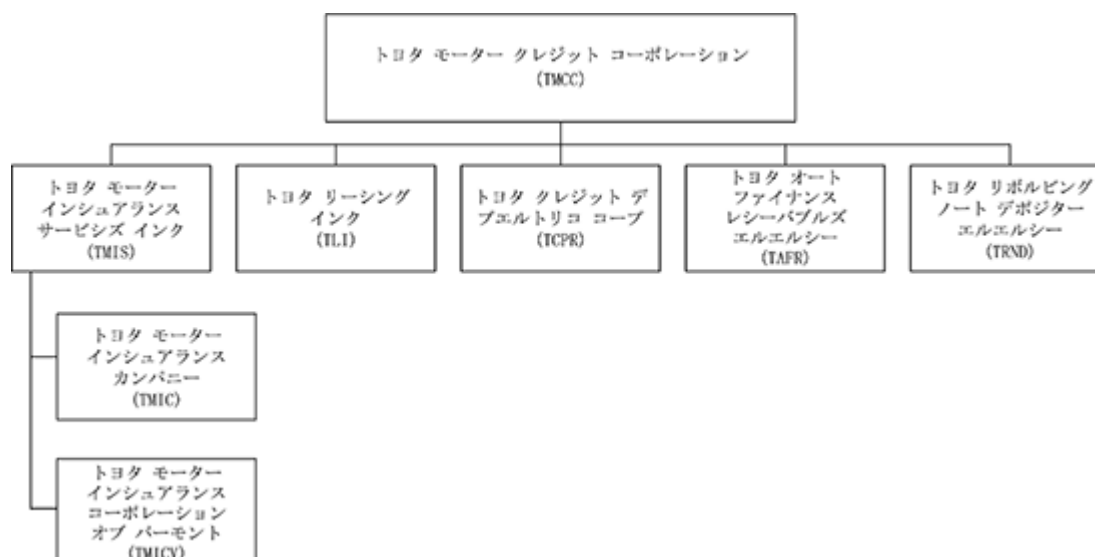 トヨタ モーター クレジット コーポレーション
(TMCC)
トヨタ モーター
インシュアランス
サービシズ インク
(TMIS)
トヨタ リーシング
インク
(TLI)
トヨタ クレジット デ
プエルトリコ コープ
(TCPR)
トヨタ オート
ファイナンス
レシーバブルズ
エルエルシー
(TAFR)
トヨタ リボルビング
ノート デポジター
エルエルシー
(TRND)
トヨタ モーター
インシュアランス
カンパニー
(TMIC)
トヨタ モーター
インシュアランス
コーポレーション
オブ バーモント
(TMICV)